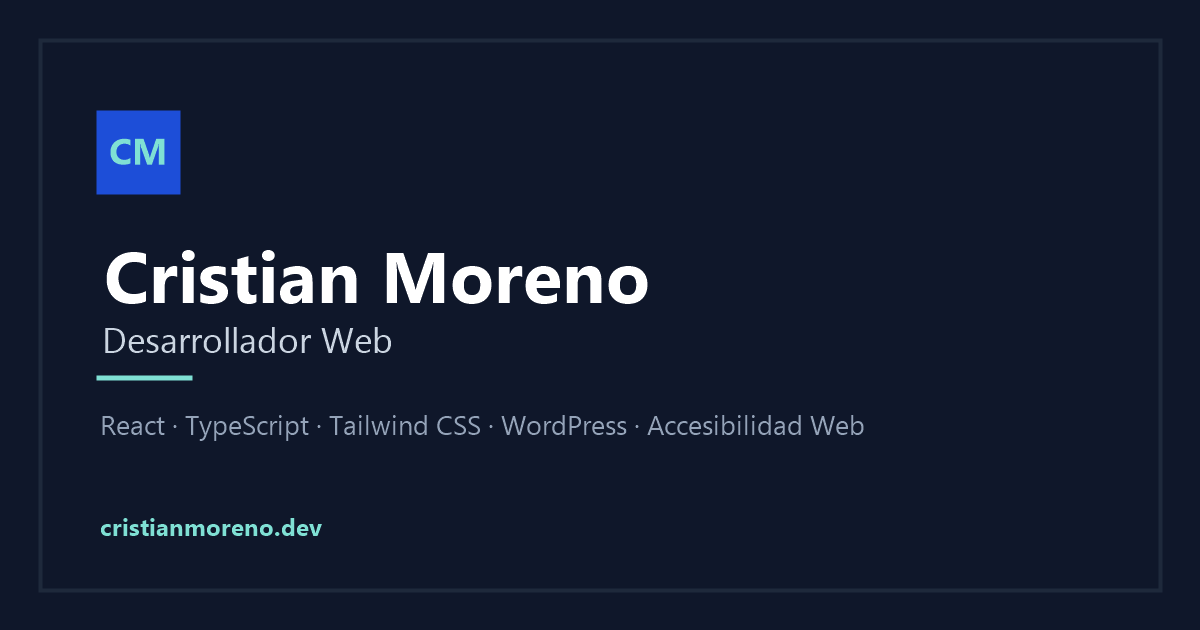 CM
Cristian Moreno
Desarrollador Web
React · TypeScript · Tailwind CSS · WordPress · Accesibilidad Web
cristianmoreno.dev